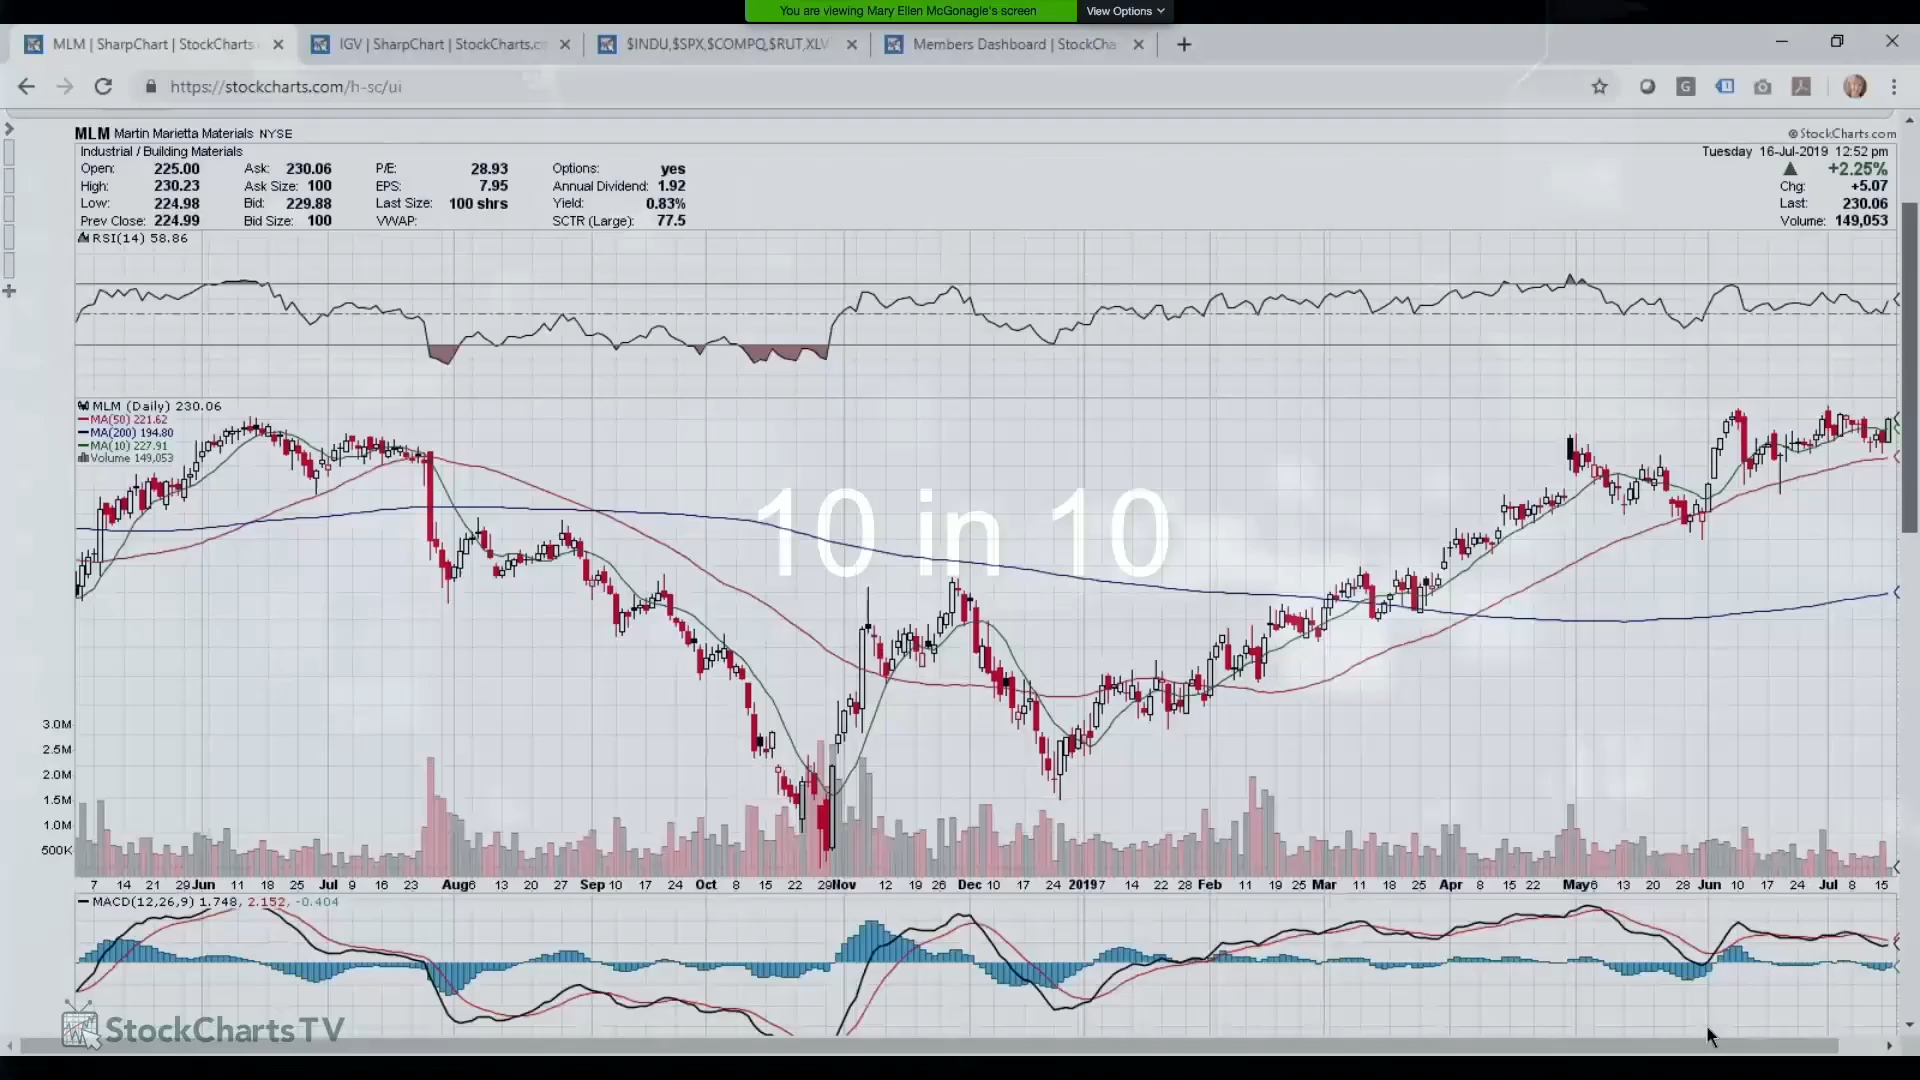 You are viewing Mary Ellen McGonagle's screen View Options
MLM | SharpChart | StockCharts
IGV | SharpChart | StockCharts.c
$INDU,$SPX,$COMPQ,$RUT,XLV
Members Dashboard | StockCha
https://stockcharts.com/h-sc/ui
MLM Martin Marietta Materials NYSE
© StockCharts.com
Industrial / Building Materials
Tuesday 16-Jul-2019 12:52 pm
Open: 225.00 Ask: 230.06 P/E: 28.93 Options: yes
▲ +2.25%
High: 230.23 Ask Size: 100 EPS: 7.95 Annual Dividend: 1.92
Chg: +5.07
Low: 224.98 Bid: 229.88 Last Size: 100 shrs Yield: 0.83%
Last: 230.06
Prev Close: 224.99 Bid Size: 100 VWAP: SCTR (Large): 77.5
Volume: 149,053
RSI(14) 58.86
MLM (Daily) 230.06
MA(50) 221.62
MA(200) 194.80
MA(10) 227.91
Volume 149,053
10 in 10
3.0M
2.5M
2.0M
1.5M
1.0M
500K
7 14 21 29 Jun 11 18 25 Jul 9 16 23 Aug 6 13 20 27 Sep 10 17 24 Oct 8 15 22 29 Nov 12 19 26 Dec 10 17 24 2019 7 14 22 28 Feb 11 19 25 Mar 11 18 25 Apr 8 15 22 May 6 13 20 28 Jun 10 17 24 Jul 8 15
MACD(12,26,9) 1.748, 2.152, -0.404
StockChartsTV